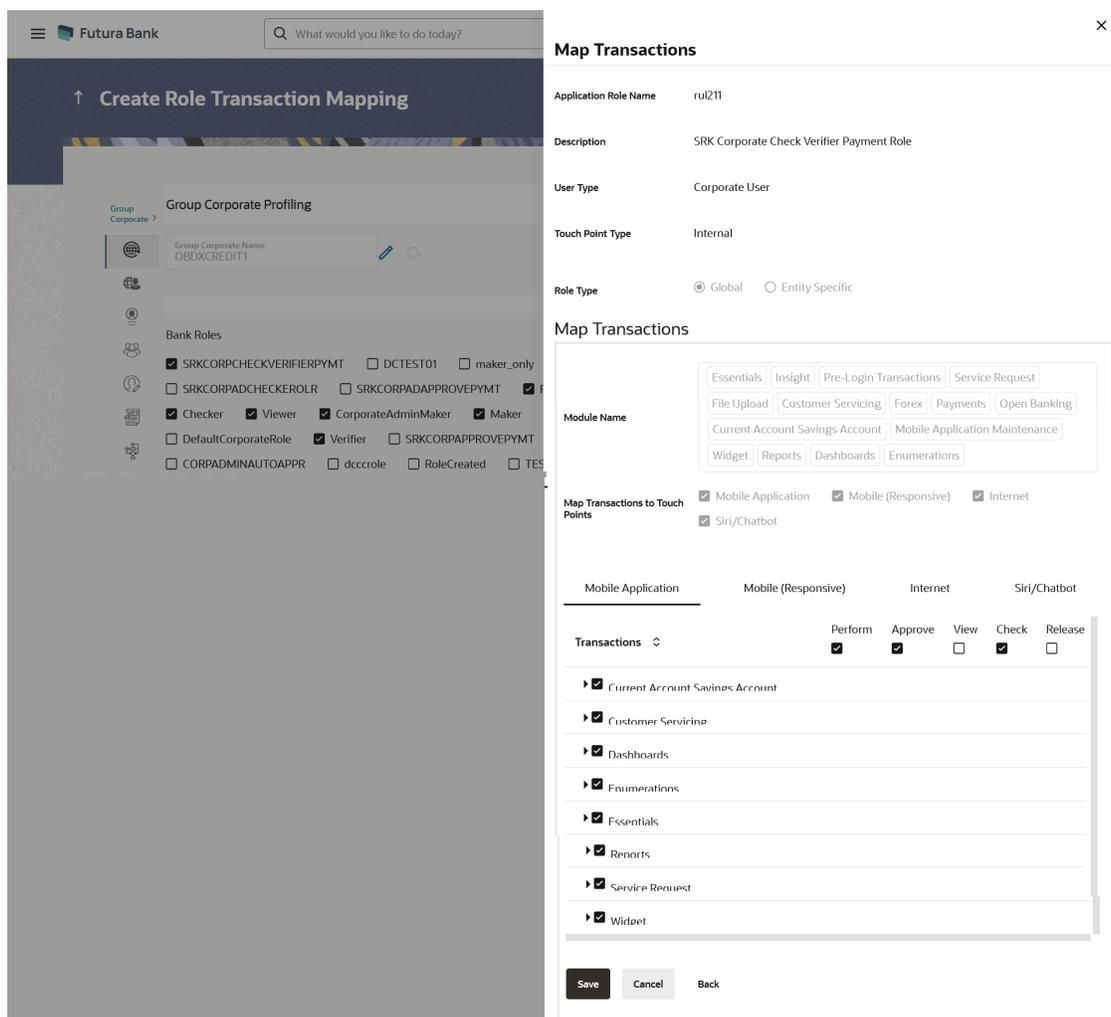 Futura Bank
What would you like to do today?
Create Role Transaction Mapping
Group
Corporate
Group Corporate Profiling
Group Corporate Name
OBDXCREDIT1
Bank Roles
SRKCORPCHECKVERIFIERPYMT DCTEST01 maker_only
SRKCORPADCHECKEROLR SRKCORPADAPPROVEPYMT
Checker Viewer CorporateAdminMaker Maker
DefaultCorporateRole Verifier SRKCORPAPPROVEPYMT
CORPADMINAUTOAPPR dcccrole RoleCreated TES
Map Transactions
Application Role Name rul211
Description SRK Corporate Check Verifier Payment Role
User Type Corporate User
Touch Point Type Internal
Role Type Global Entity Specific
Map Transactions
Module Name
Essentials Insight Pre-Login Transactions Service Request
File Upload Customer Servicing Forex Payments Open Banking
Current Account Savings Account Mobile Application Maintenance
Widget Reports Dashboards Enumerations
Map Transactions to Touch
Points
Mobile Application Mobile (Responsive) Internet
Siri/Chatbot
Mobile Application Mobile (Responsive) Internet Siri/Chatbot
Transactions Perform Approve View Check Release
Current Account Savings Account
Customer Servicing
Dashboards
Enumerations
Essentials
Reports
Service Request
Widget
Save Cancel Back